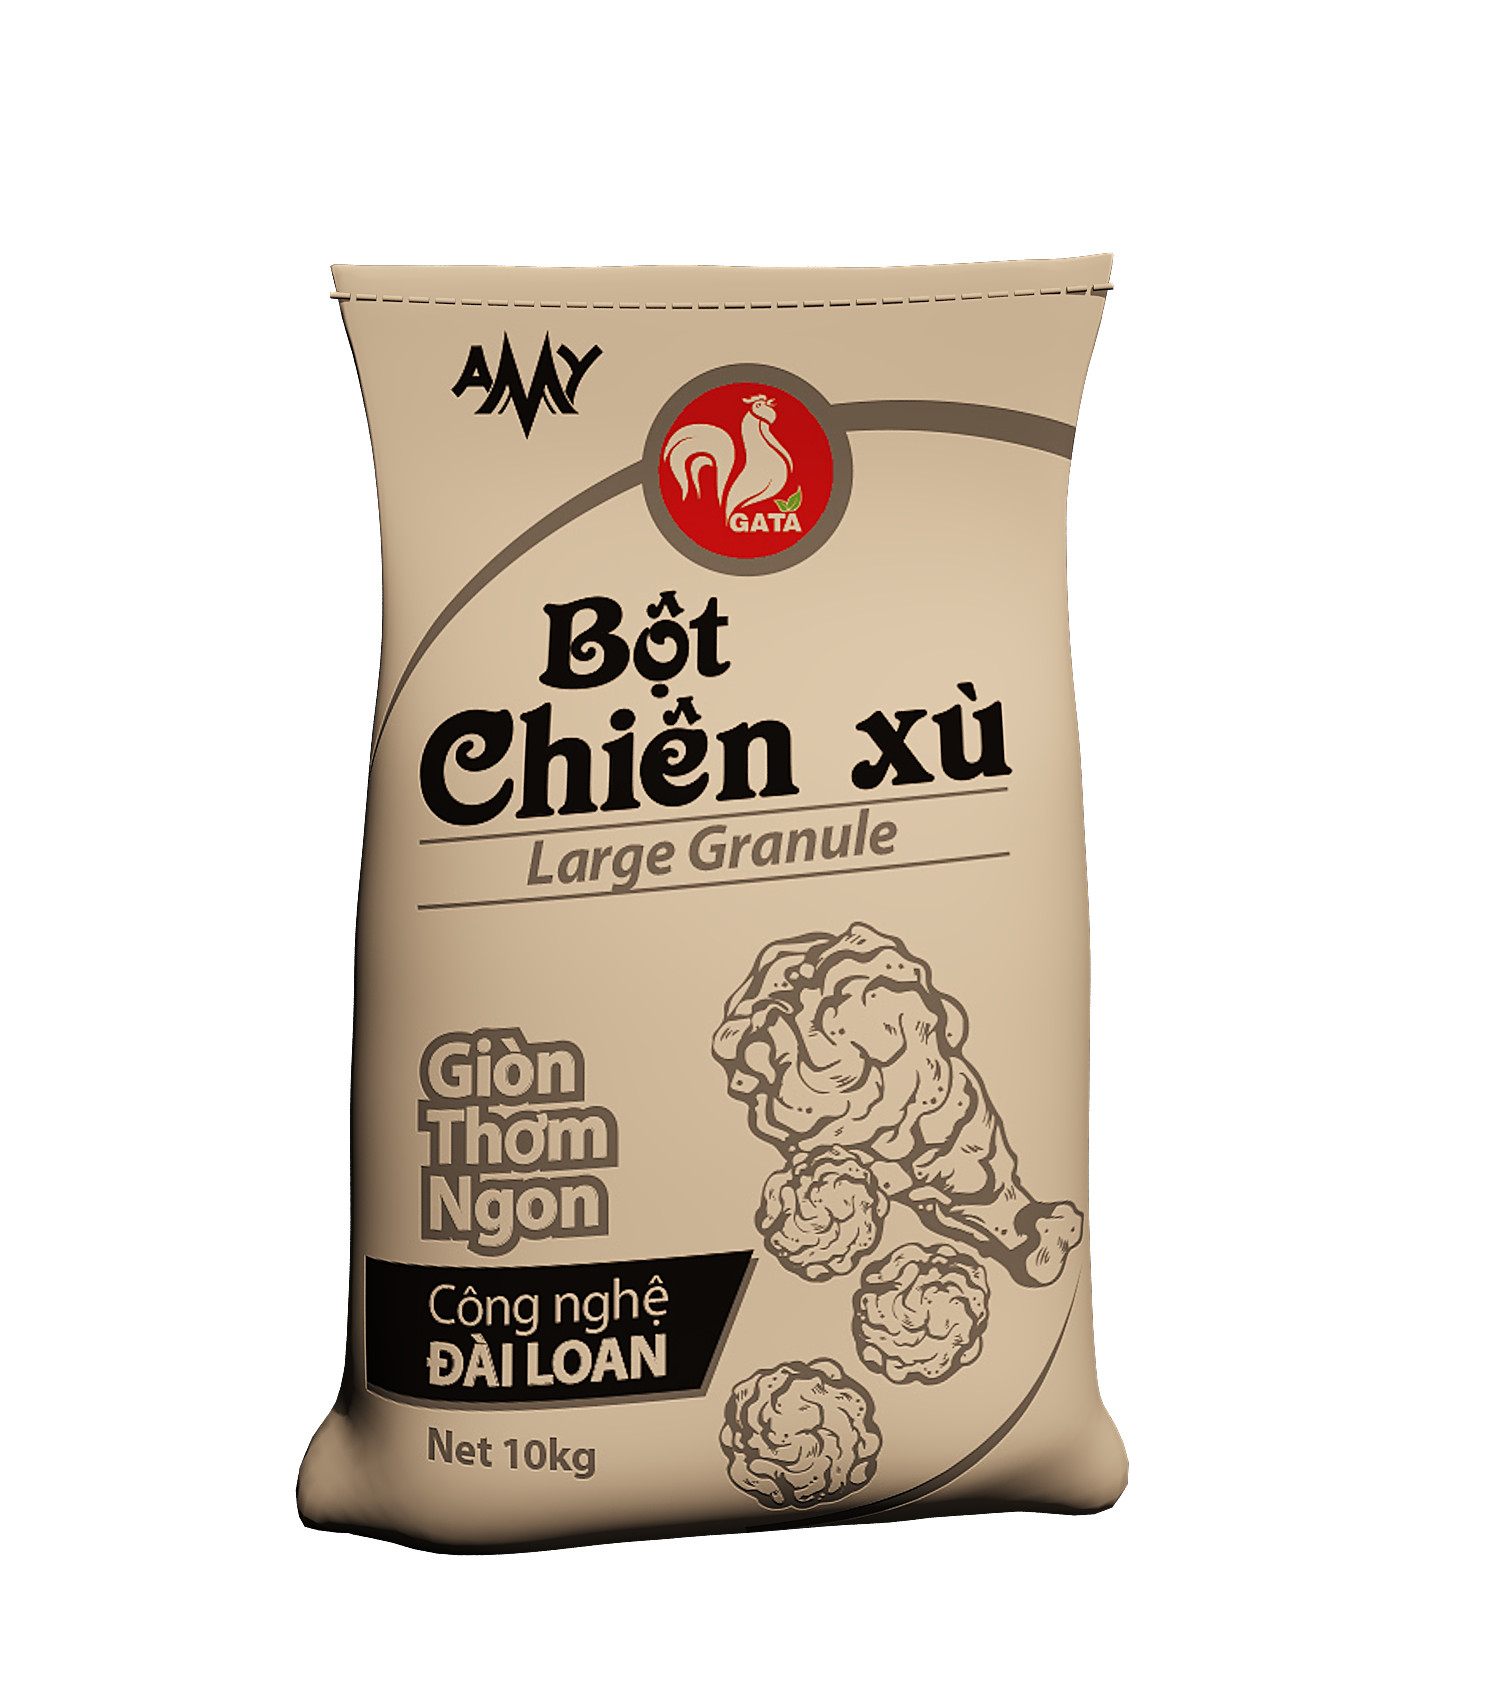 AMY
GATA
Bột
Chiên xù
Large Granule
Giòn
Thơm
Ngon
Công nghệ
ĐÀI LOAN
Net 10kg